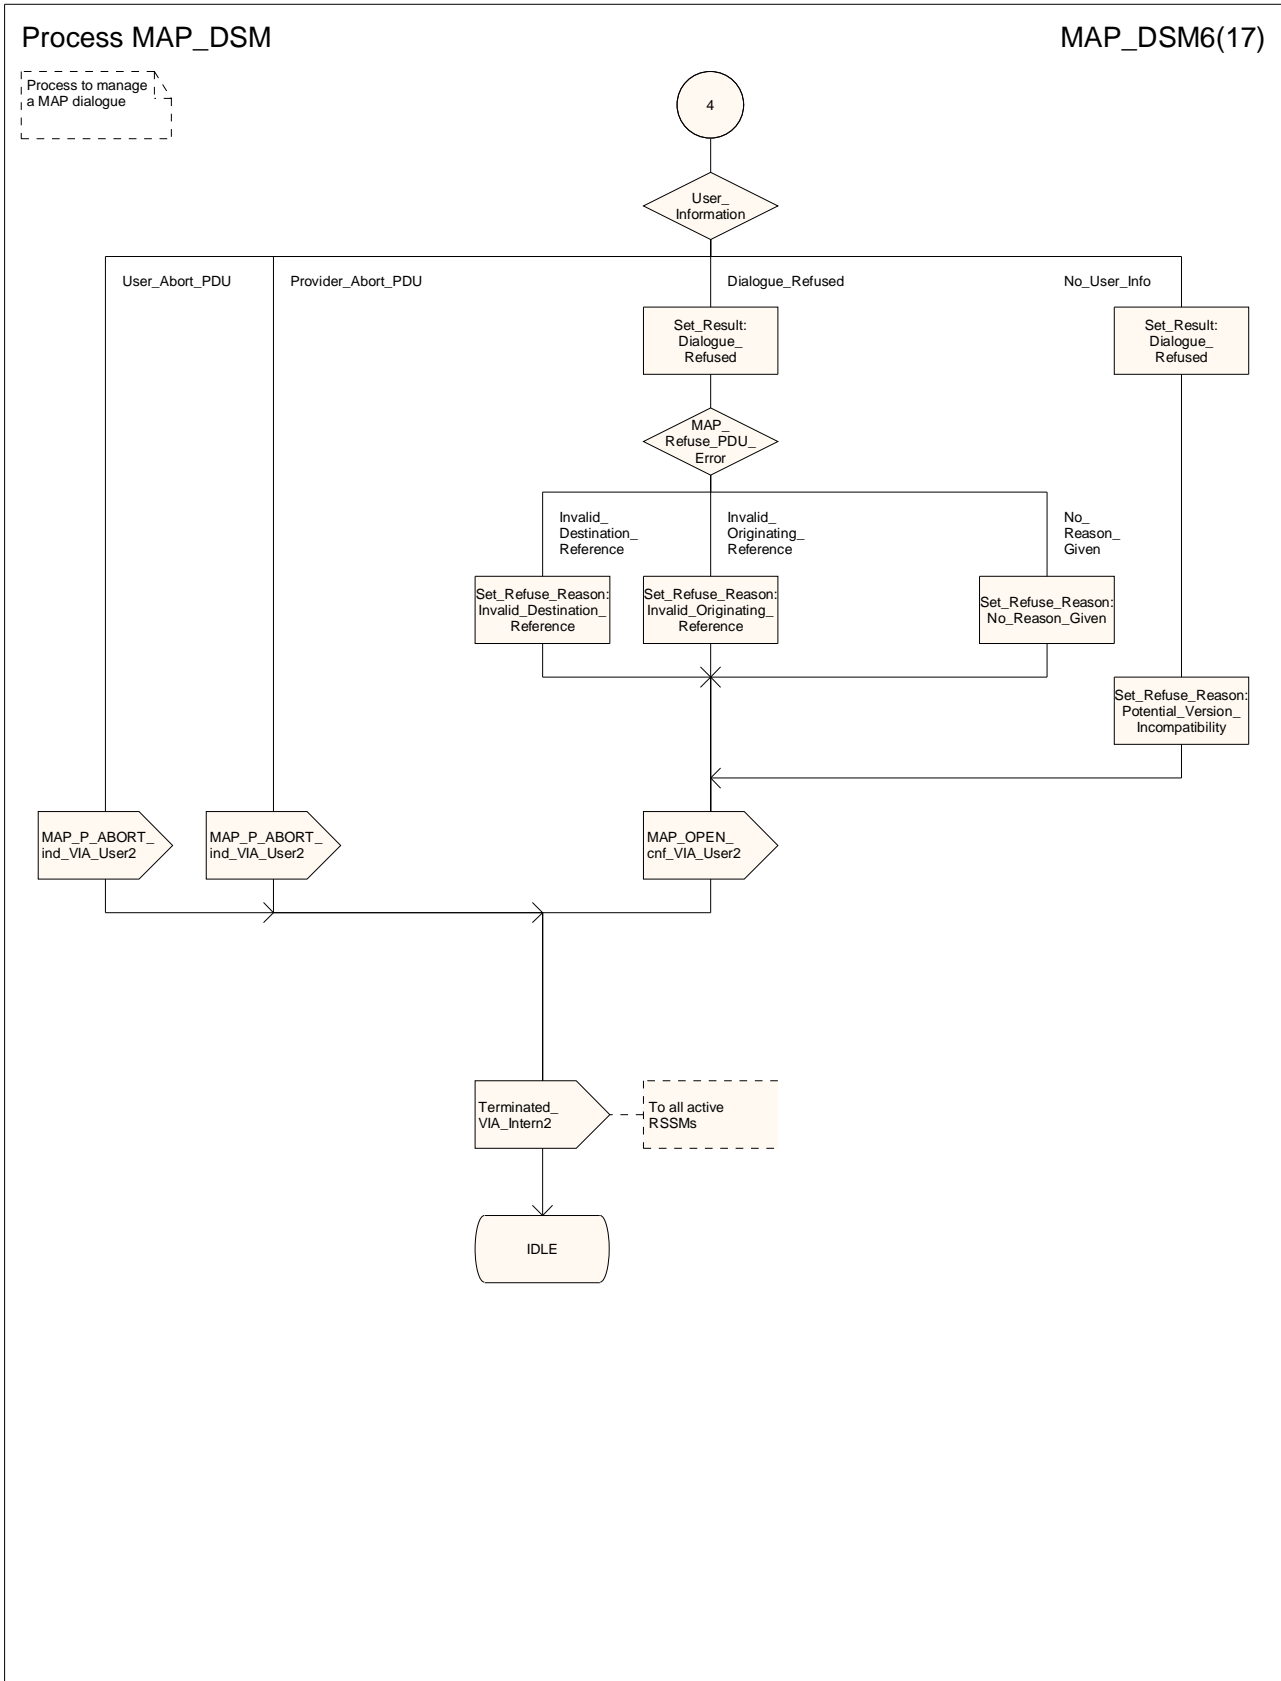 Process MAP_DSM
MAP_DSM6(17)
Process to manage
a MAP dialogue
4
User_
Information
User_Abort_PDU
Provider_Abort_PDU
Dialogue_Refused
No_User_Info
Set_Result:
Dialogue_
Refused
Set_Result:
Dialogue_
Refused
MAP_
Refuse_PDU_
Error
Invalid_
Destination_
Reference
Invalid_
Originating_
Reference
No_
Reason_
Given
Set_Refuse_Reason:
Invalid_Destination_
Reference
Set_Refuse_Reason:
Invalid_Originating_
Reference
Set_Refuse_Reason:
No_Reason_Given
Set_Refuse_Reason:
Potential_Version_
Incompatibility
MAP_P_ABORT_
ind_VIA_User2
MAP_P_ABORT_
ind_VIA_User2
MAP_OPEN_
cnf_VIA_User2
Terminated_
VIA_Intern2
To all active
RSSMs
IDLE